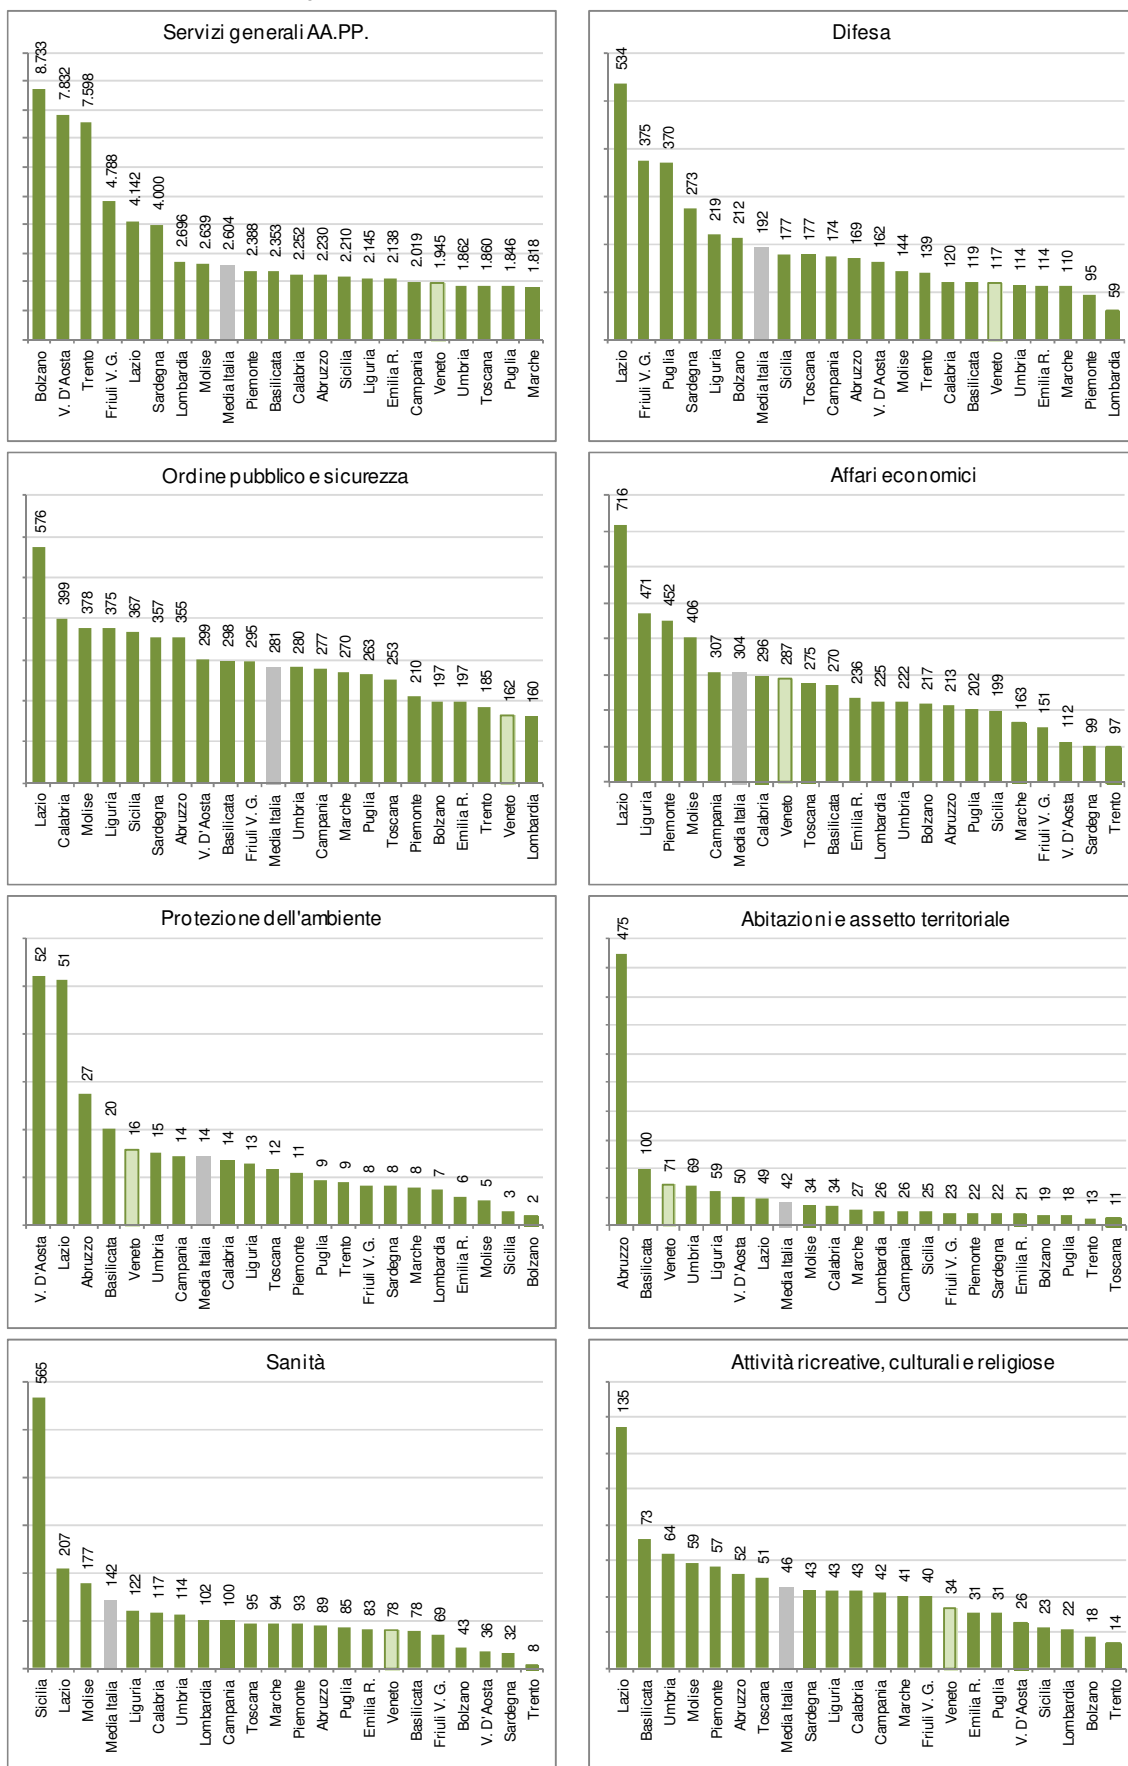 Servizi generali AA.PP.
8.733
7.832
7.598
4.788
4.142
4.000
2.696
2.639
2.604
2.388
2.353
2.252
2.230
2.210
2.145
2.138
2.019
1.945
1.862
1.860
1.846
1.818
Bolzano
V. D'Aosta
Trento
Friuli V. G.
Lazio
Sardegna
Lombardia
Molise
Media Italia
Piemonte
Basilicata
Calabria
Abruzzo
Sicilia
Liguria
Emilia R.
Campania
Veneto
Umbria
Toscana
Puglia
Marche
Difesa
534
375
370
273
219
212
192
177
177
174
169
162
144
139
120
119
117
114
114
110
95
59
Lazio
Friuli V. G.
Puglia
Sardegna
Liguria
Bolzano
Media Italia
Sicilia
Toscana
Campania
Abruzzo
V. D'Aosta
Molise
Trento
Calabria
Basilicata
Veneto
Umbria
Emilia R.
Marche
Piemonte
Lombardia
Ordine pubblico e sicurezza
576
399
378
375
367
357
355
299
298
295
281
280
277
270
263
253
210
197
197
185
162
160
Lazio
Calabria
Molise
Liguria
Sicilia
Sardegna
Abruzzo
V. D'Aosta
Basilicata
Friuli V. G.
Media Italia
Umbria
Campania
Marche
Puglia
Toscana
Piemonte
Bolzano
Emilia R.
Trento
Veneto
Lombardia
Affari economici
716
471
452
406
307
304
296
287
275
270
236
225
222
217
213
202
199
163
151
112
99
97
Lazio
Liguria
Piemonte
Molise
Campania
Media Italia
Calabria
Veneto
Toscana
Basilicata
Emilia R.
Lombardia
Umbria
Bolzano
Abruzzo
Puglia
Sicilia
Marche
Friuli V. G.
V. D'Aosta
Sardegna
Trento
Protezione dell'ambiente
52
51
27
20
16
15
14
14
14
13
12
11
9
9
8
8
8
7
6
5
3
2
V. D'Aosta
Lazio
Abruzzo
Basilicata
Veneto
Umbria
Campania
Media Italia
Calabria
Liguria
Toscana
Piemonte
Puglia
Trento
Friuli V. G.
Sardegna
Marche
Lombardia
Emilia R.
Molise
Sicilia
Bolzano
Abitazioni e assetto territoriale
475
100
71
69
59
50
49
42
34
34
27
26
26
25
23
22
22
21
19
18
13
11
Abruzzo
Basilicata
Veneto
Umbria
Liguria
V. D'Aosta
Lazio
Media Italia
Molise
Calabria
Marche
Lombardia
Campania
Sicilia
Friuli V. G.
Piemonte
Sardegna
Emilia R.
Bolzano
Puglia
Trento
Toscana
Sanità
565
207
177
142
122
117
114
102
100
95
94
93
89
85
83
78
78
69
43
36
32
8
Sicilia
Lazio
Molise
Media Italia
Liguria
Calabria
Umbria
Lombardia
Campania
Toscana
Marche
Piemonte
Abruzzo
Puglia
Emilia R.
Veneto
Basilicata
Friuli V. G.
Bolzano
V. D'Aosta
Sardegna
Trento
Attività ricreative, culturali e religiose
135
73
64
59
57
52
51
46
43
43
43
42
41
40
34
31
31
26
23
22
18
14
Lazio
Basilicata
Umbria
Molise
Piemonte
Abruzzo
Toscana
Media Italia
Sardegna
Liguria
Calabria
Campania
Marche
Friuli V. G.
Veneto
Emilia R.
Puglia
V. D'Aosta
Sicilia
Lombardia
Bolzano
Trento